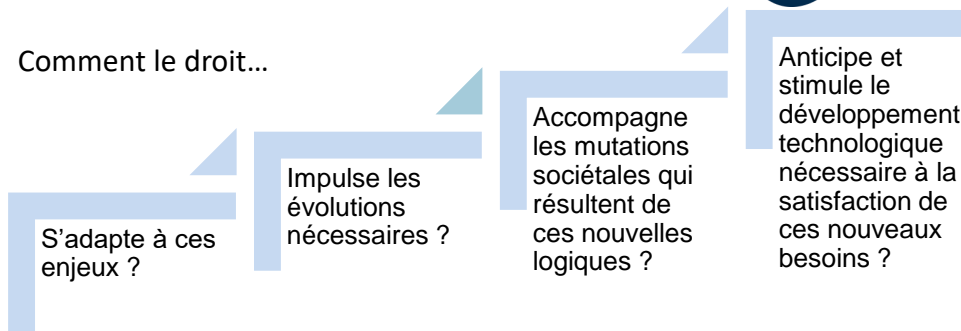 Comment le droit…
S’adapte à ces
enjeux ?
Impulse les
évolutions
nécessaires ?
Accompagne
les mutations
sociétales qui
résultent de
ces nouvelles
logiques ?
Anticipe et
stimule le
développement
technologique
nécessaire à la
satisfaction de
ces nouveaux
besoins ?